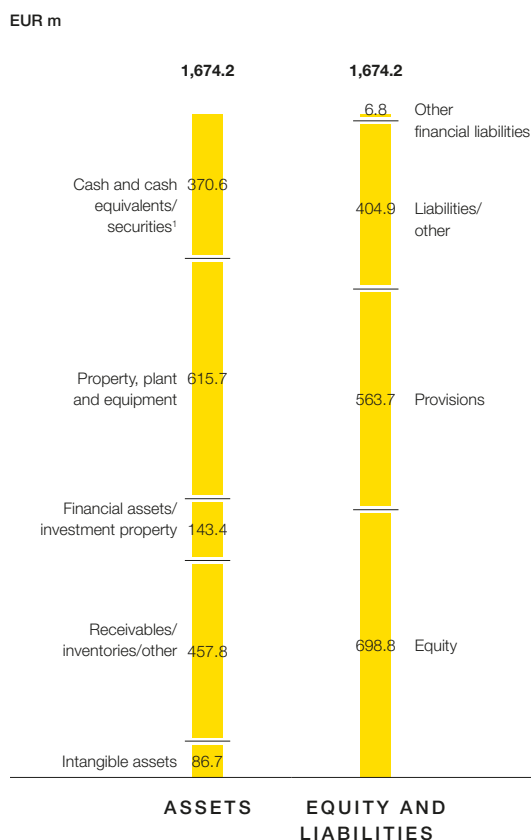 EUR m
1,674.2
1,674.2
6.8
Other
financial liabilities
Cash and cash
equivalents/
securities¹
370.6
404.9
Liabilities/
other
Property, plant
and equipment
615.7
563.7
Provisions
Financial assets/
investment property
143.4
Receivables/
inventories/other
457.8
698.8
Equity
Intangible assets
86.7
ASSETS
EQUITY AND
LIABILITIES